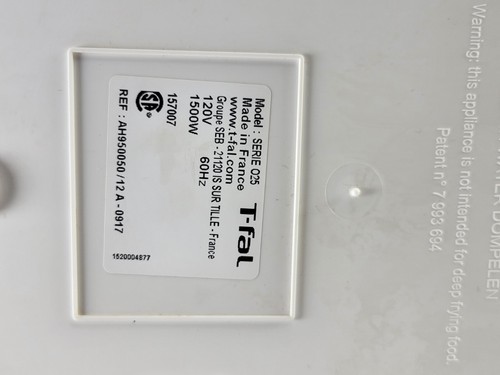 Model : SERIE O25
Made in France
www.t-fal.com
T-fal
Groupe SEB - 21120 IS SUR TILLE - France
120V 60Hz
1500W
157007
REF : AH950050 / 12 A - 0917
1520004877
DOMPELEN
Warning: this appliance is not intended for deep frying food.
Patent n° 7 993 694